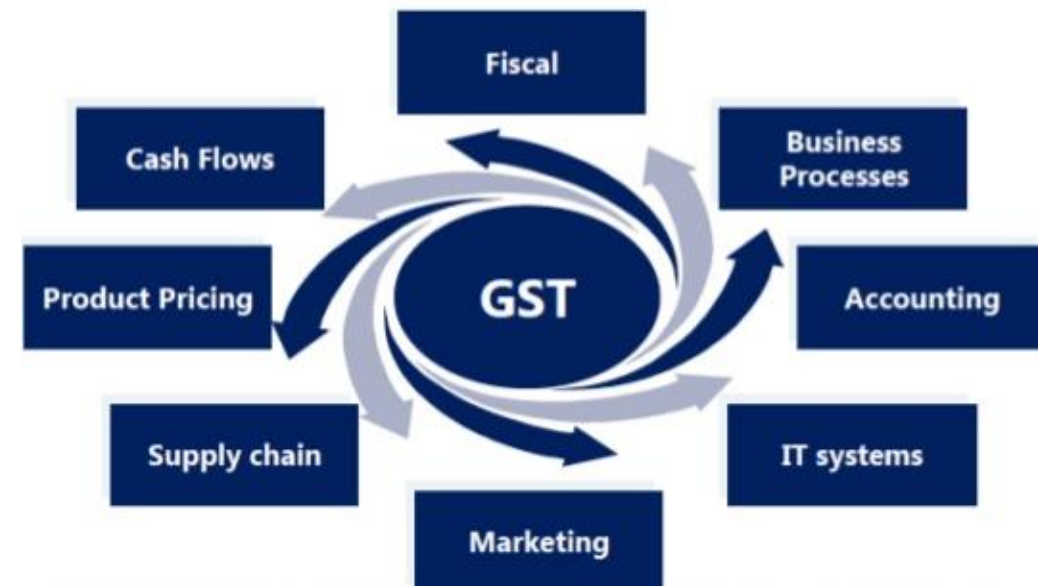 Fiscal
Cash Flows
Business
Processes
Product Pricing
GST
Accounting
Supply chain
IT systems
Marketing